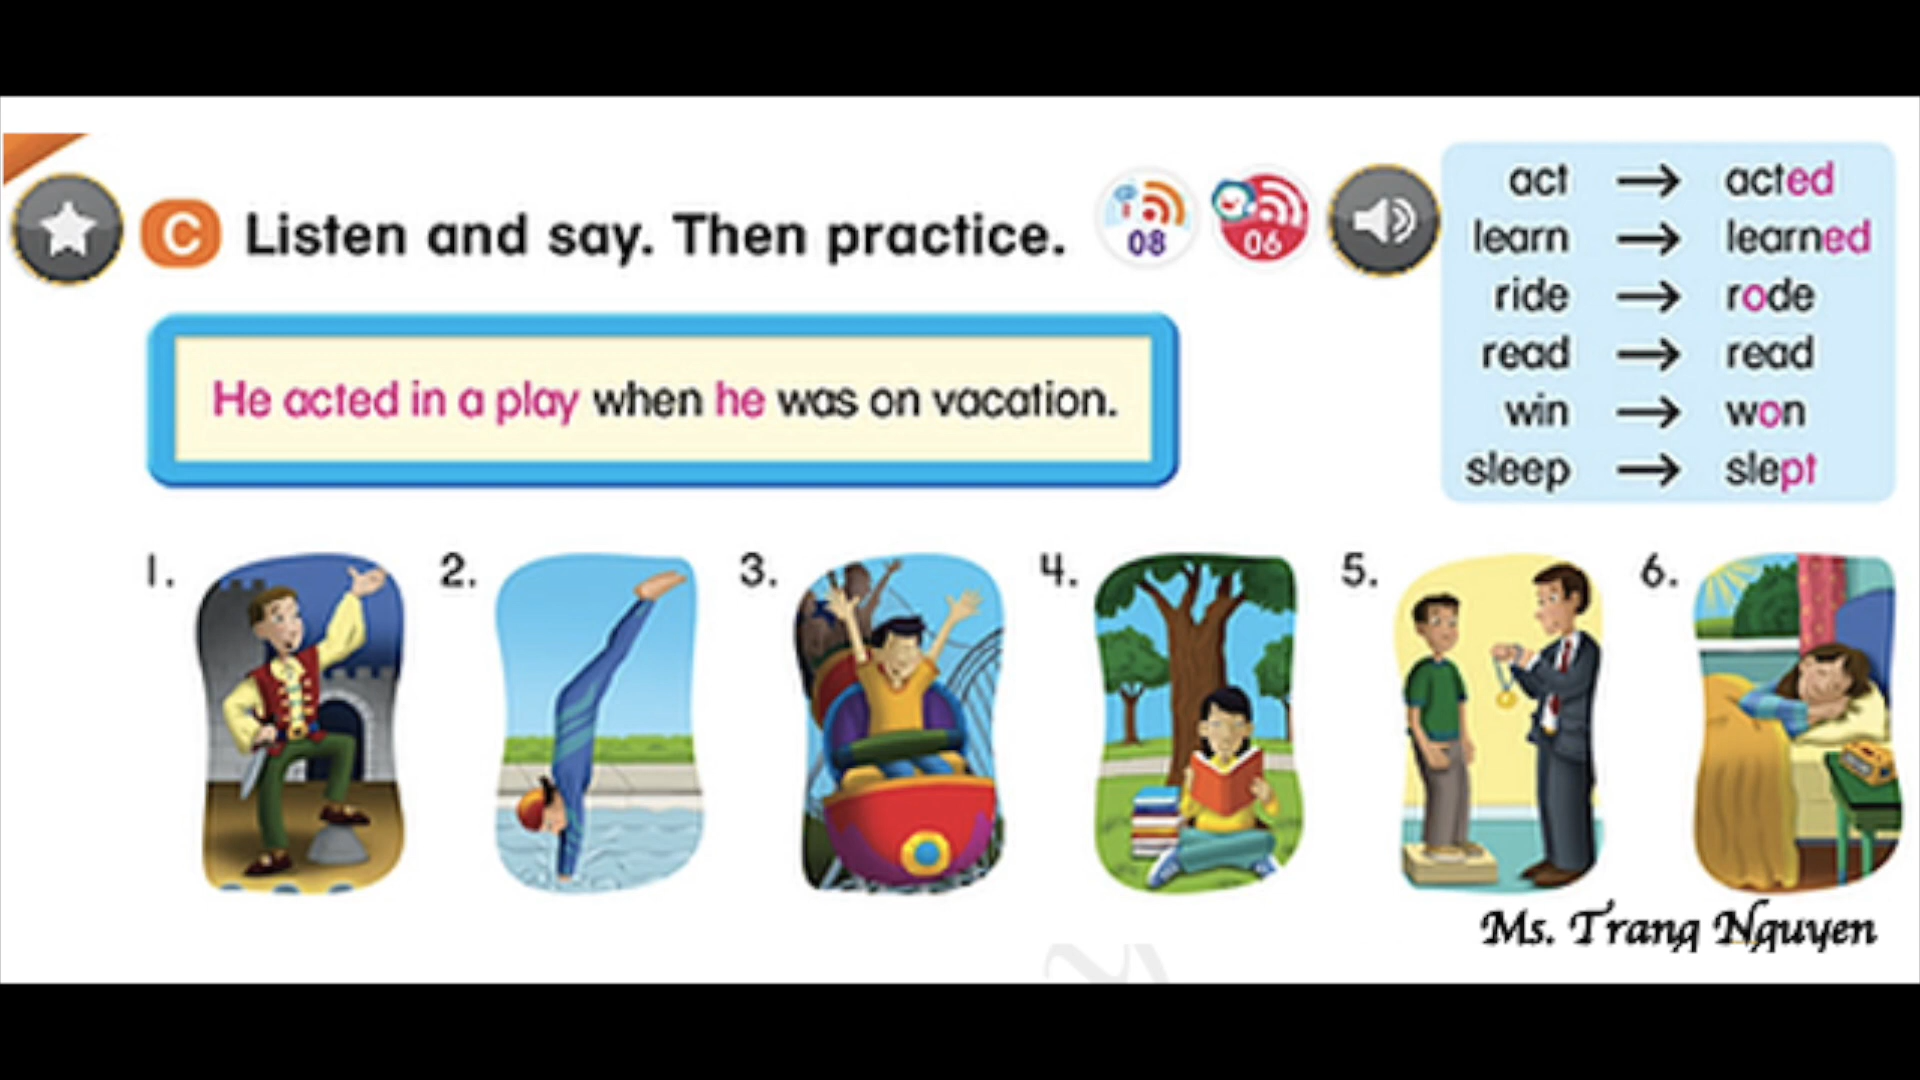 C Listen and say. Then practice.
08
06
act → acted
learn → learned
ride → rode
read → read
win → won
sleep → slept
He acted in a play when he was on vacation.
1.
2.
3.
4.
5.
6.
Ms. Trang Nguyen